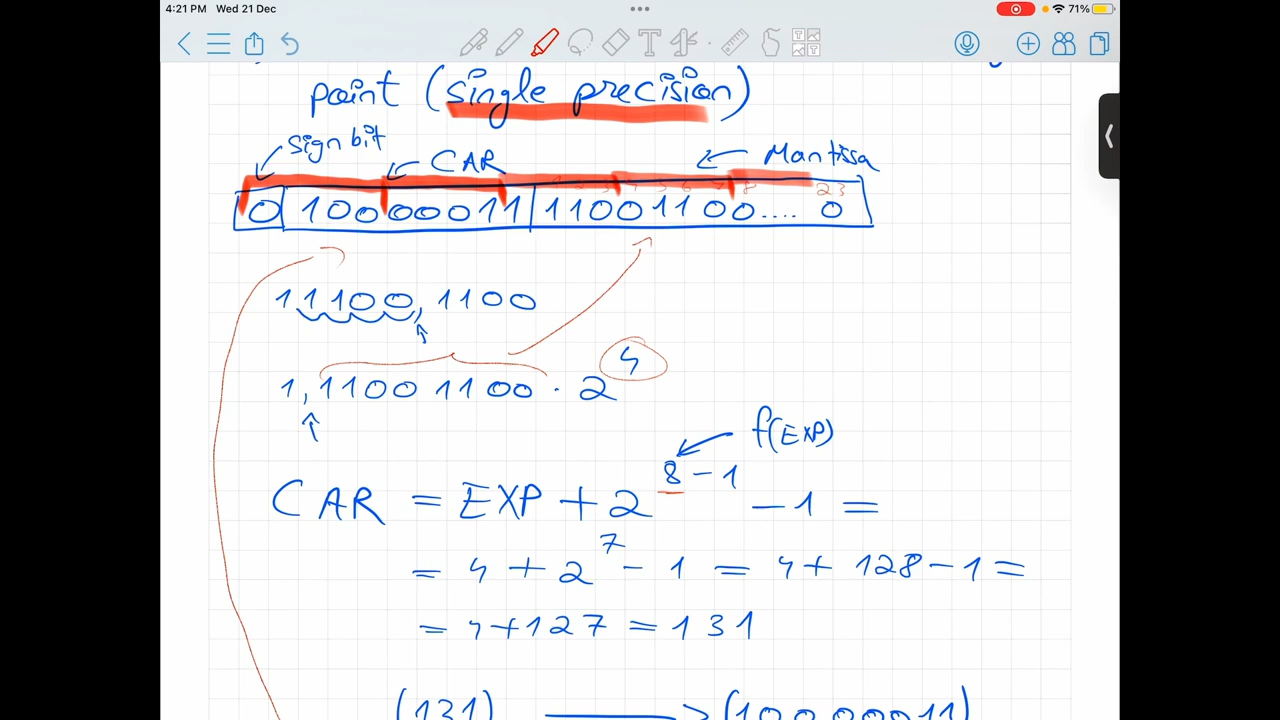 4:21 PM Wed 21 Dec
71%
point (single precision)
sign bit
CAR
Mantissa
0 10000011 11001100.... 0
8 23
11100,1100
1,11001100 · 2^4
f(EXP)
CAR = EXP + 2^8-1 - 1 =
= 4 + 2^7 - 1 = 4 + 128 - 1 =
= 4 + 127 = 131
(131) → (10000011)